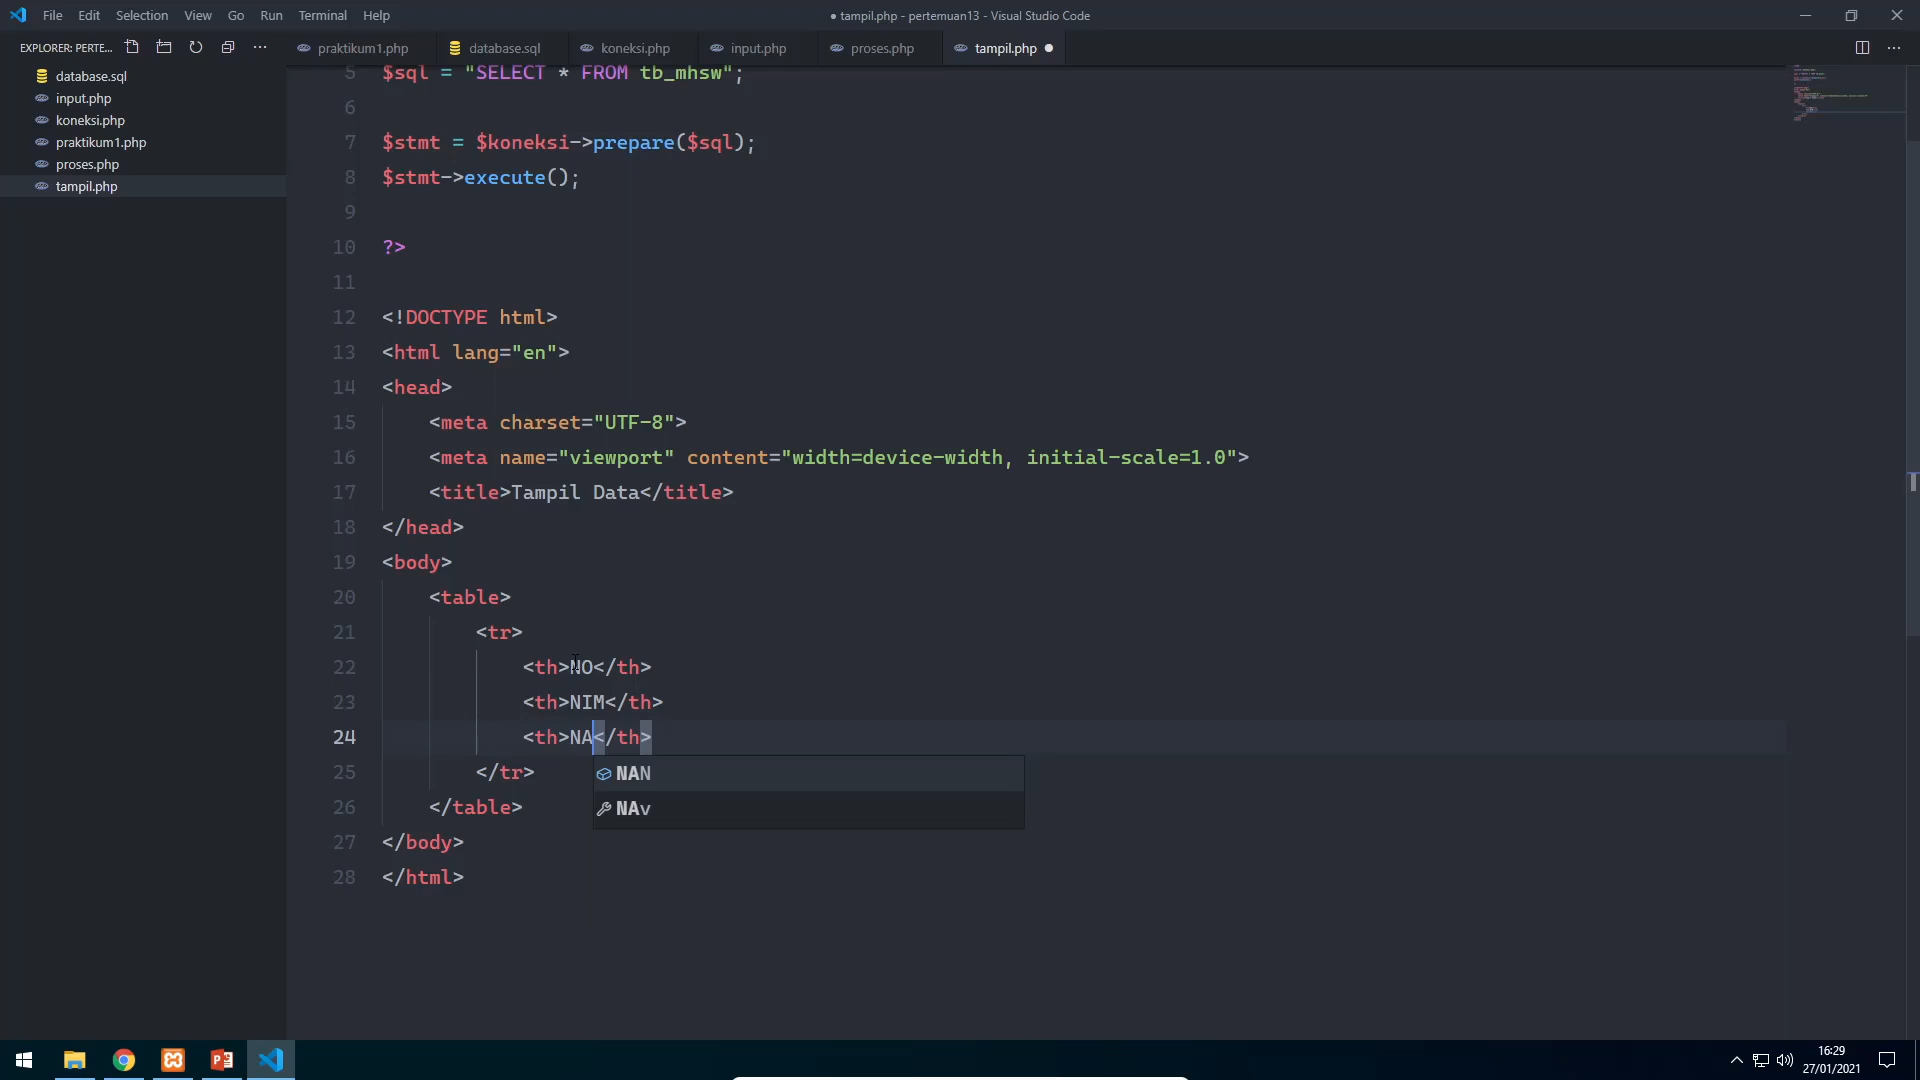 File Edit Selection View Go Run Terminal Help
● tampil.php - pertemuan13 - Visual Studio Code
EXPLORER: PERTE...
praktikum1.php database.sql koneksi.php input.php proses.php tampil.php
database.sql
input.php
koneksi.php
praktikum1.php
proses.php
tampil.php
5 $sql = "SELECT * FROM tb_mhsw";
6
7 $stmt = $koneksi->prepare($sql);
8 $stmt->execute();
9
10 ?>
11
12 <!DOCTYPE html>
13 <html lang="en">
14 <head>
15 <meta charset="UTF-8">
16 <meta name="viewport" content="width=device-width, initial-scale=1.0">
17 <title>Tampil Data</title>
18 </head>
19 <body>
20 <table>
21 <tr>
22 <th>NO</th>
23 <th>NIM</th>
24 <th>NA</th>
NAN
25 </tr>
NAv
26 </table>
27 </body>
28 </html>
16:29
27/01/2021